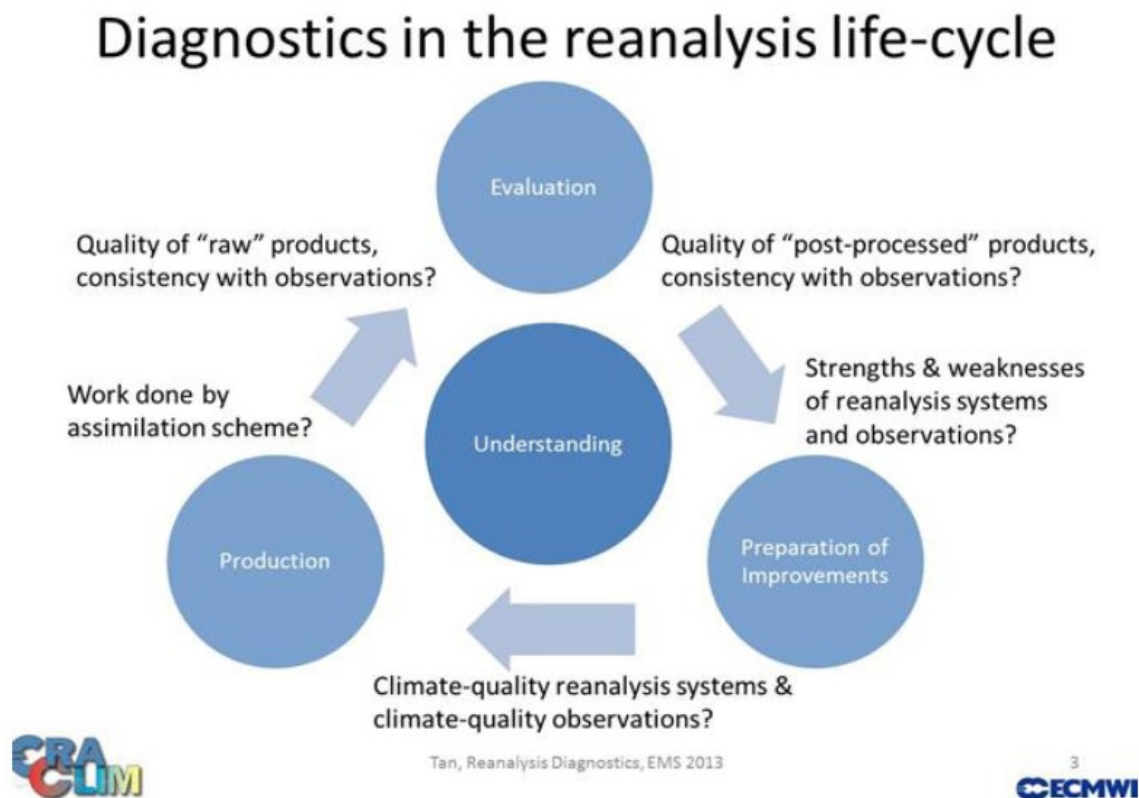 Diagnostics in the reanalysis life-cycle
Evaluation
Quality of “raw” products,
consistency with observations?
Quality of “post-processed” products,
consistency with observations?
Work done by
assimilation scheme?
Strengths & weaknesses
of reanalysis systems
and observations?
Understanding
Production
Preparation of
Improvements
Climate-quality reanalysis systems &
climate-quality observations?
ERA
CLIM
Tan, Reanalysis Diagnostics, EMS 2013
3
ECMWF